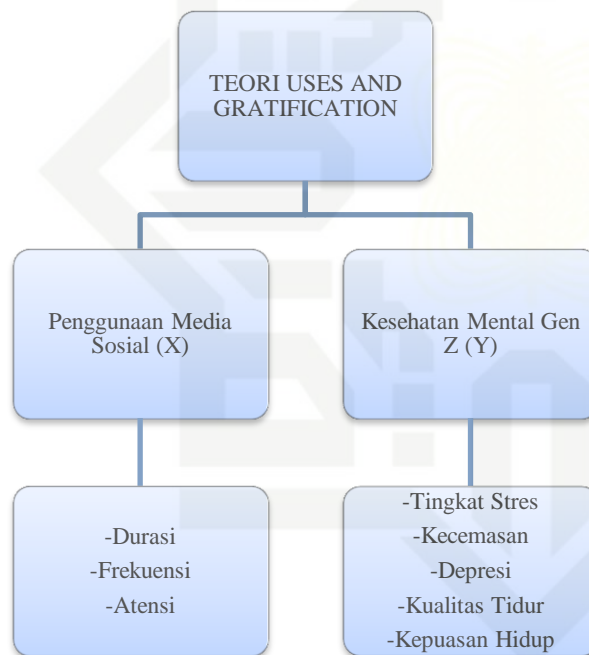 TEORI USES AND
GRATIFICATION
Penggunaan Media
Sosial (X)
Kesehatan Mental Gen
Z (Y)
-Durasi
-Frekuensi
-Atensi
-Tingkat Stres
-Kecemasan
-Depresi
-Kualitas Tidur
-Kepuasan Hidup